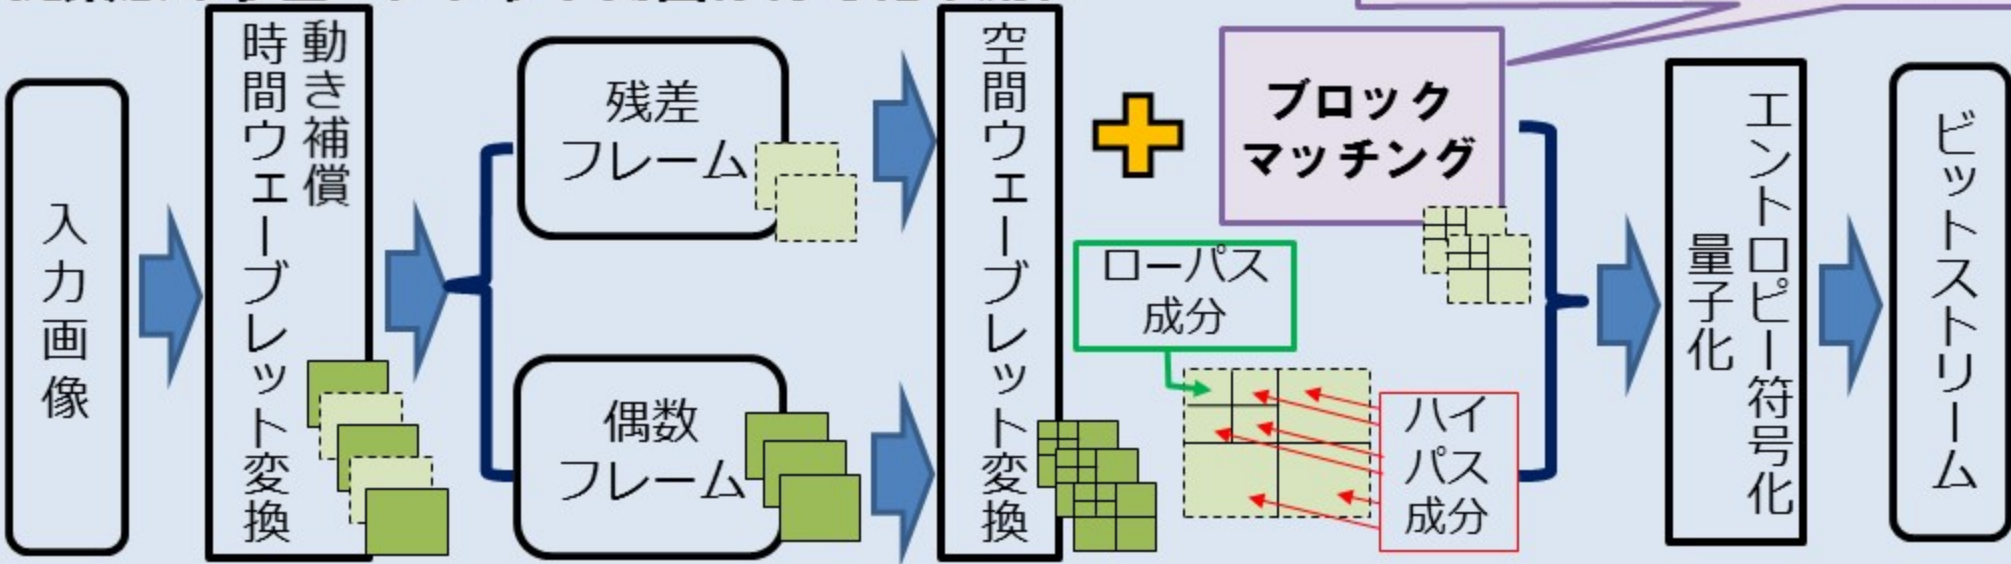 入力画像
動き補償
時間ウエーブレット変換
残差
フレーム
偶数
フレーム
空間ウエーブレット変換
ブロック
マッチング
ローパス
成分
ハイ
パス
成分
エントロピー符号化
量子化
ビットストリーム